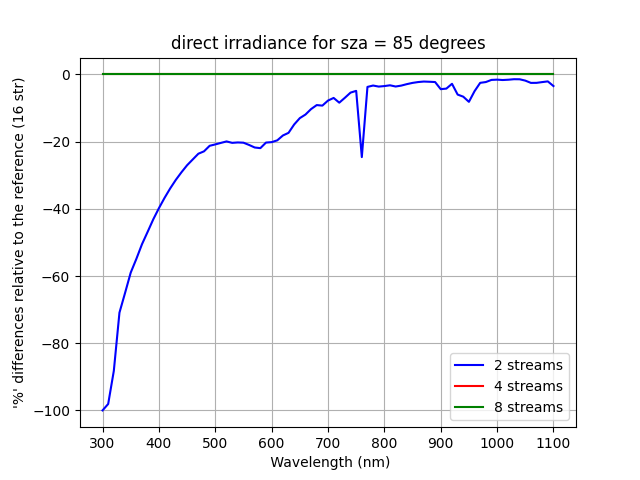 direct irradiance for sza = 85 degrees
'%' differences relative to the reference (16 str)
0
−20
−40
−60
−80
−100
2 streams
4 streams
8 streams
300 400 500 600 700 800 900 1000 1100
Wavelength (nm)